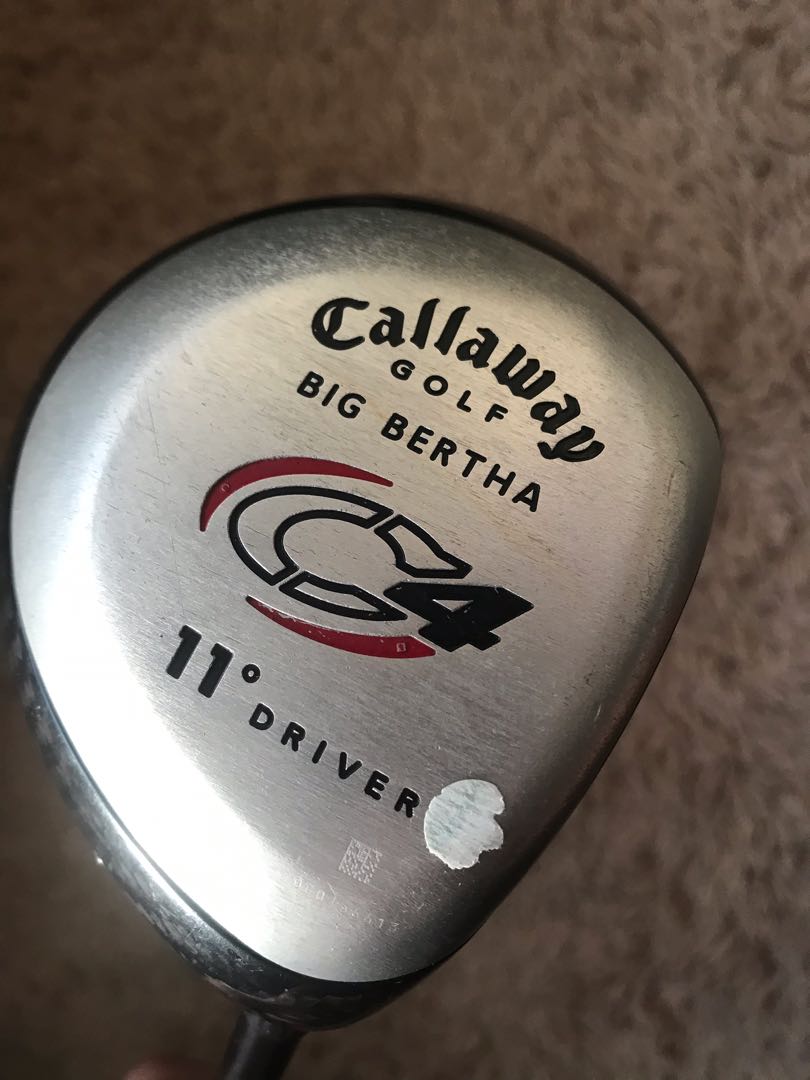 Callaway
GOLF
BIG BERTHA
C4
11° DRIVER